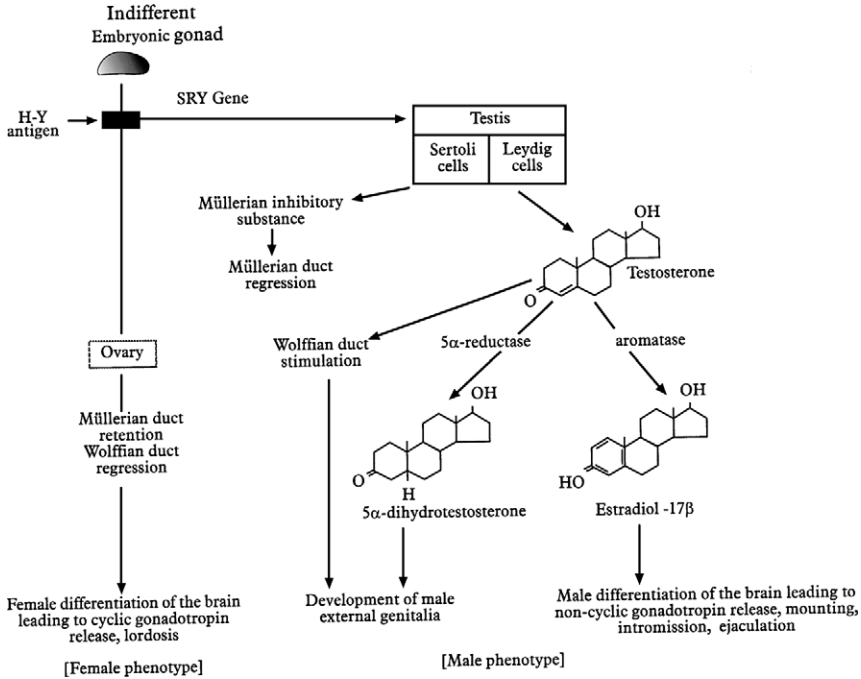 Indifferent
Embryonic gonad
SRY Gene
H-Y
antigen
Testis
Sertoli
cells
Leydig
cells
Müllerian inhibitory
substance
Müllerian duct
regression
OH
O
Testosterone
Wolffian duct
stimulation
5α-reductase
aromatase
Ovary
Müllerian duct
retention
Wolffian duct
regression
OH
O
H
5α-dihydrotestosterone
OH
HO
Estradiol -17β
Female differentiation of the brain
leading to cyclic gonadotropin
release, lordosis
[Female phenotype]
Development of male
external genitalia
Male differentiation of the brain leading to
non-cyclic gonadotropin release, mounting,
intromission, ejaculation
[Male phenotype]